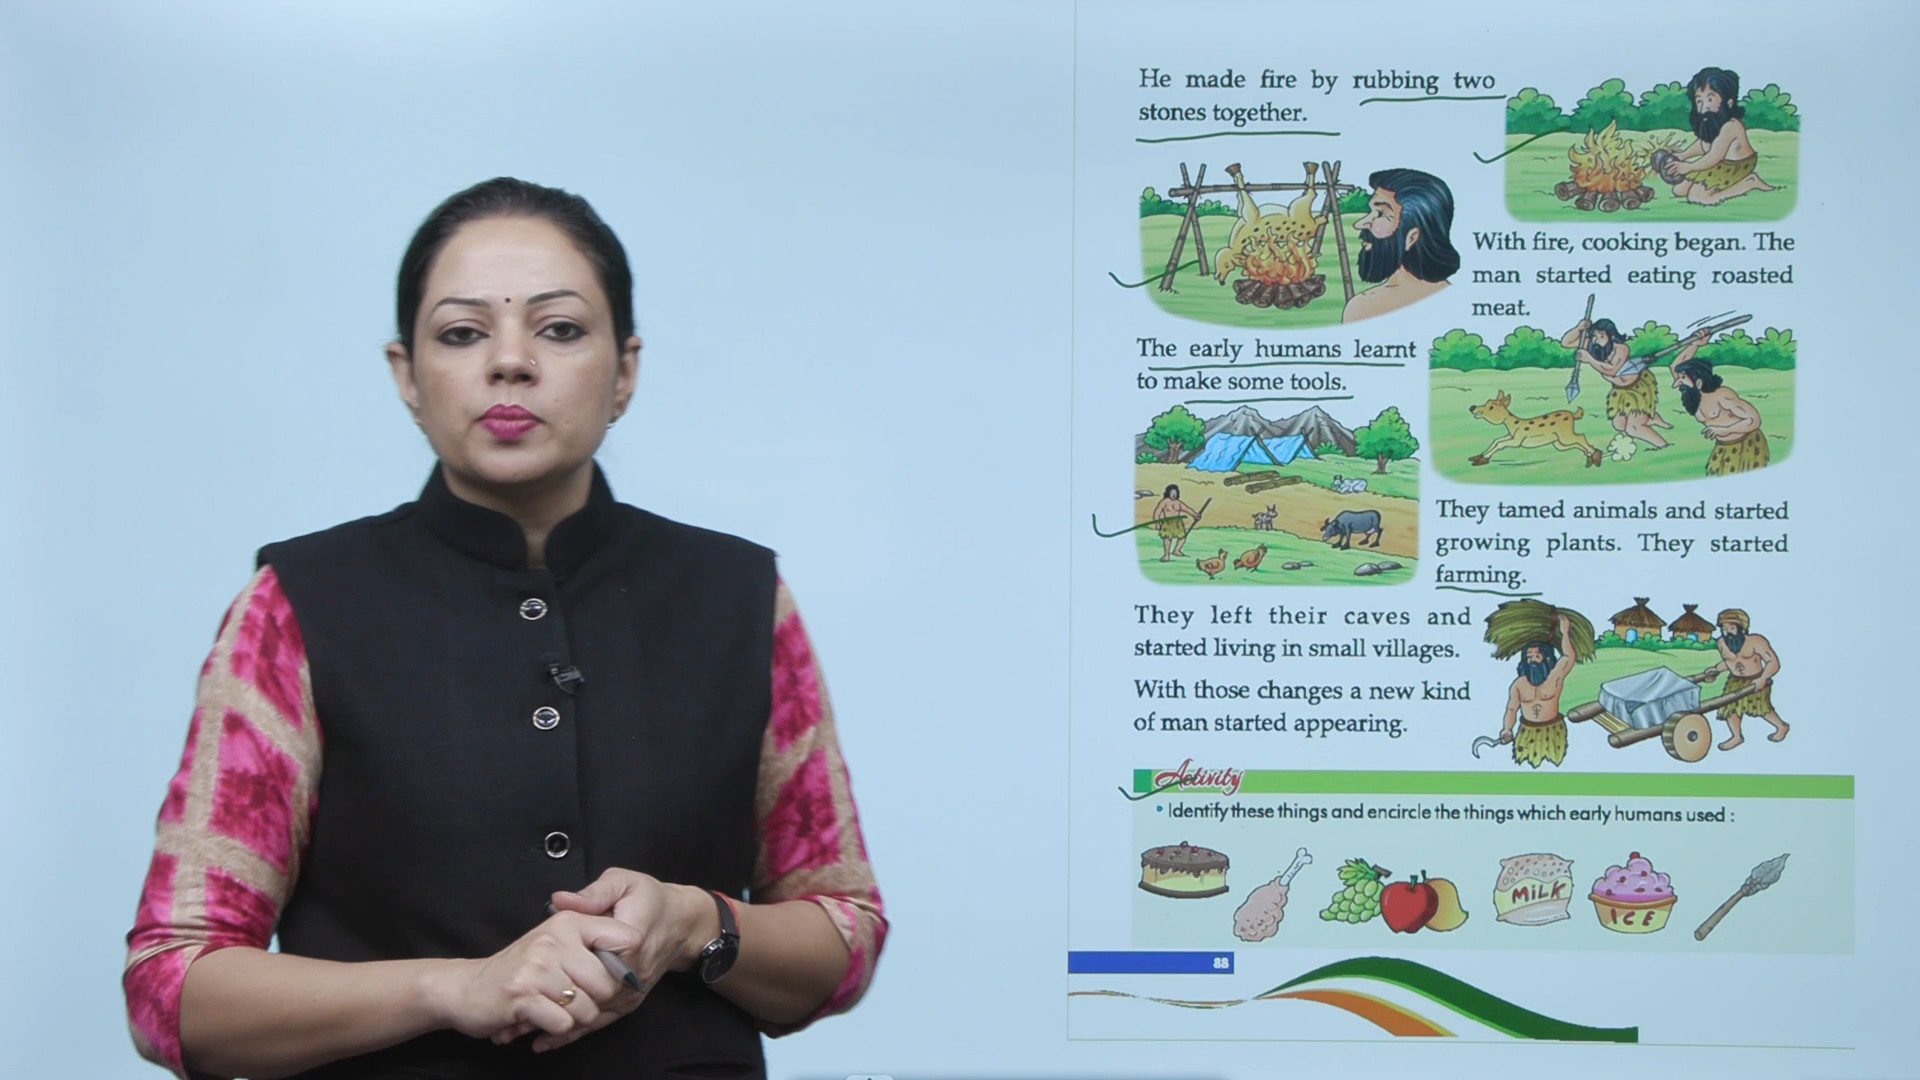 He made fire by rubbing two
stones together.
With fire, cooking began. The
man started eating roasted
meat.
The early humans learnt
to make some tools.
They tamed animals and started
growing plants. They started
farming.
They left their caves and
started living in small villages.
With those changes a new kind
of man started appearing.
Activity
• Identify these things and encircle the things which early humans used :
MiLK
ICE
88